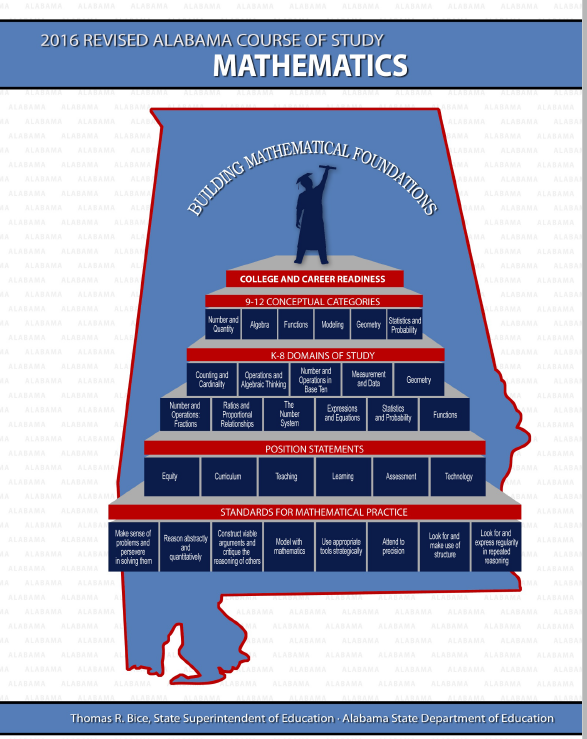 2016 REVISED ALABAMA COURSE OF STUDY
MATHEMATICS
BUILDING MATHEMATICAL FOUNDATIONS
COLLEGE AND CAREER READINESS
9-12 CONCEPTUAL CATEGORIES
Number and
Quantity
Algebra
Functions
Modeling
Geometry
Statistics and
Probability
K-8 DOMAINS OF STUDY
Counting and
Cardinality
Operations and
Algebraic Thinking
Number and
Operations in
Base Ten
Measurement
and Data
Geometry
Number and
Operations:
Fractions
Ratios and
Proportional
Relationships
The
Number
System
Expressions
and Equations
Statistics
and Probability
Functions
POSITION STATEMENTS
Equity
Curriculum
Teaching
Learning
Assessment
Technology
STANDARDS FOR MATHEMATICAL PRACTICE
Make sense of
problems and
persevere
in solving them
Reason abstractly
and
quantitatively
Construct viable
arguments and
critique the
reasoning of others
Model with
mathematics
Use appropriate
tools strategically
Attend to
precision
Look for and
make use of
structure
Look for and
express regularity
in repeated
reasoning
Thomas R. Bice, State Superintendent of Education · Alabama State Department of Education